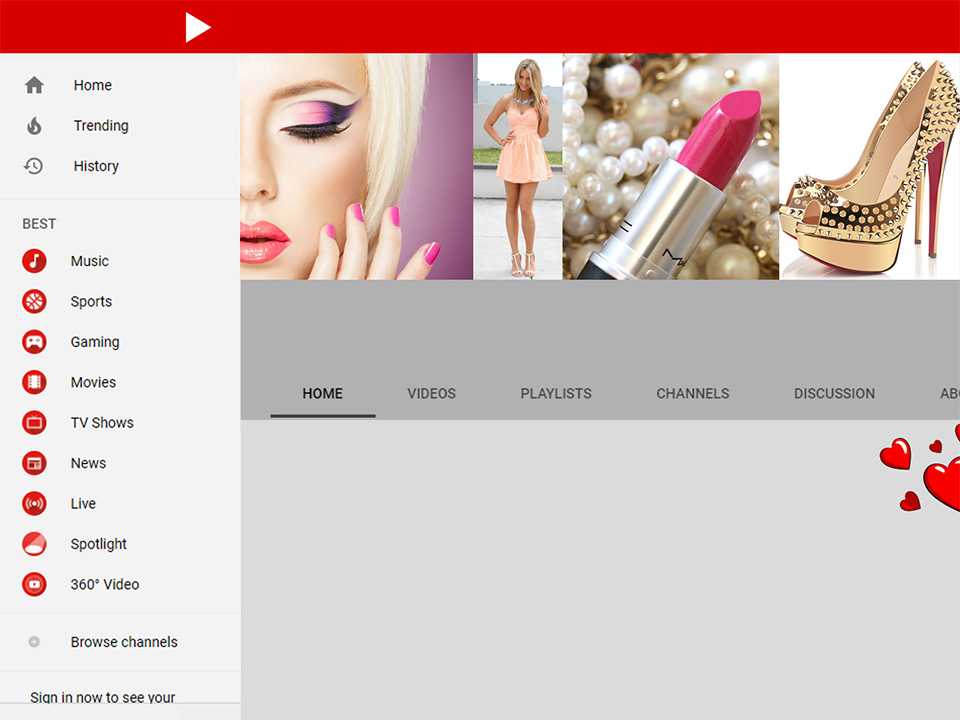 Home
Trending
History
BEST
Music
Sports
Gaming
Movies
TV Shows
News
Live
Spotlight
360° Video
Browse channels
Sign in now to see your
HOME VIDEOS PLAYLISTS CHANNELS DISCUSSION